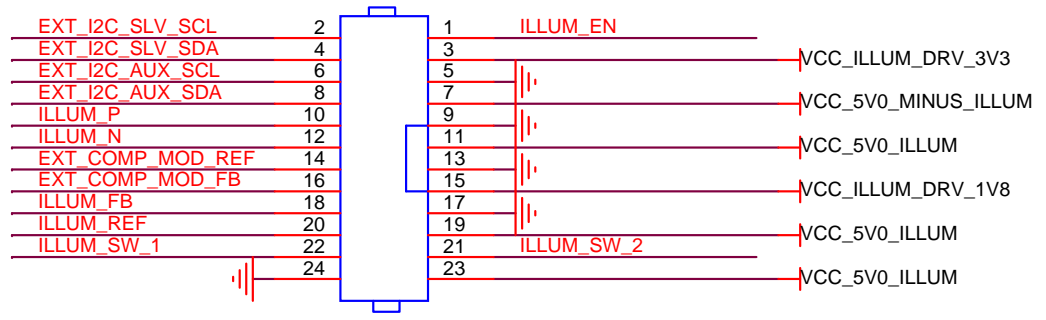 EXT_I2C_SLV_SCL 2 1 ILLUM_EN
EXT_I2C_SLV_SDA 4 3 VCC_ILLUM_DRV_3V3
EXT_I2C_AUX_SCL 6 5
EXT_I2C_AUX_SDA 8 7 VCC_5V0_MINUS_ILLUM
ILLUM_P 10 9
ILLUM_N 12 11 VCC_5V0_ILLUM
EXT_COMP_MOD_REF 14 13
EXT_COMP_MOD_FB 16 15 VCC_ILLUM_DRV_1V8
ILLUM_FB 18 17
ILLUM_REF 20 19 VCC_5V0_ILLUM
ILLUM_SW_1 22 21 ILLUM_SW_2
24 23 VCC_5V0_ILLUM